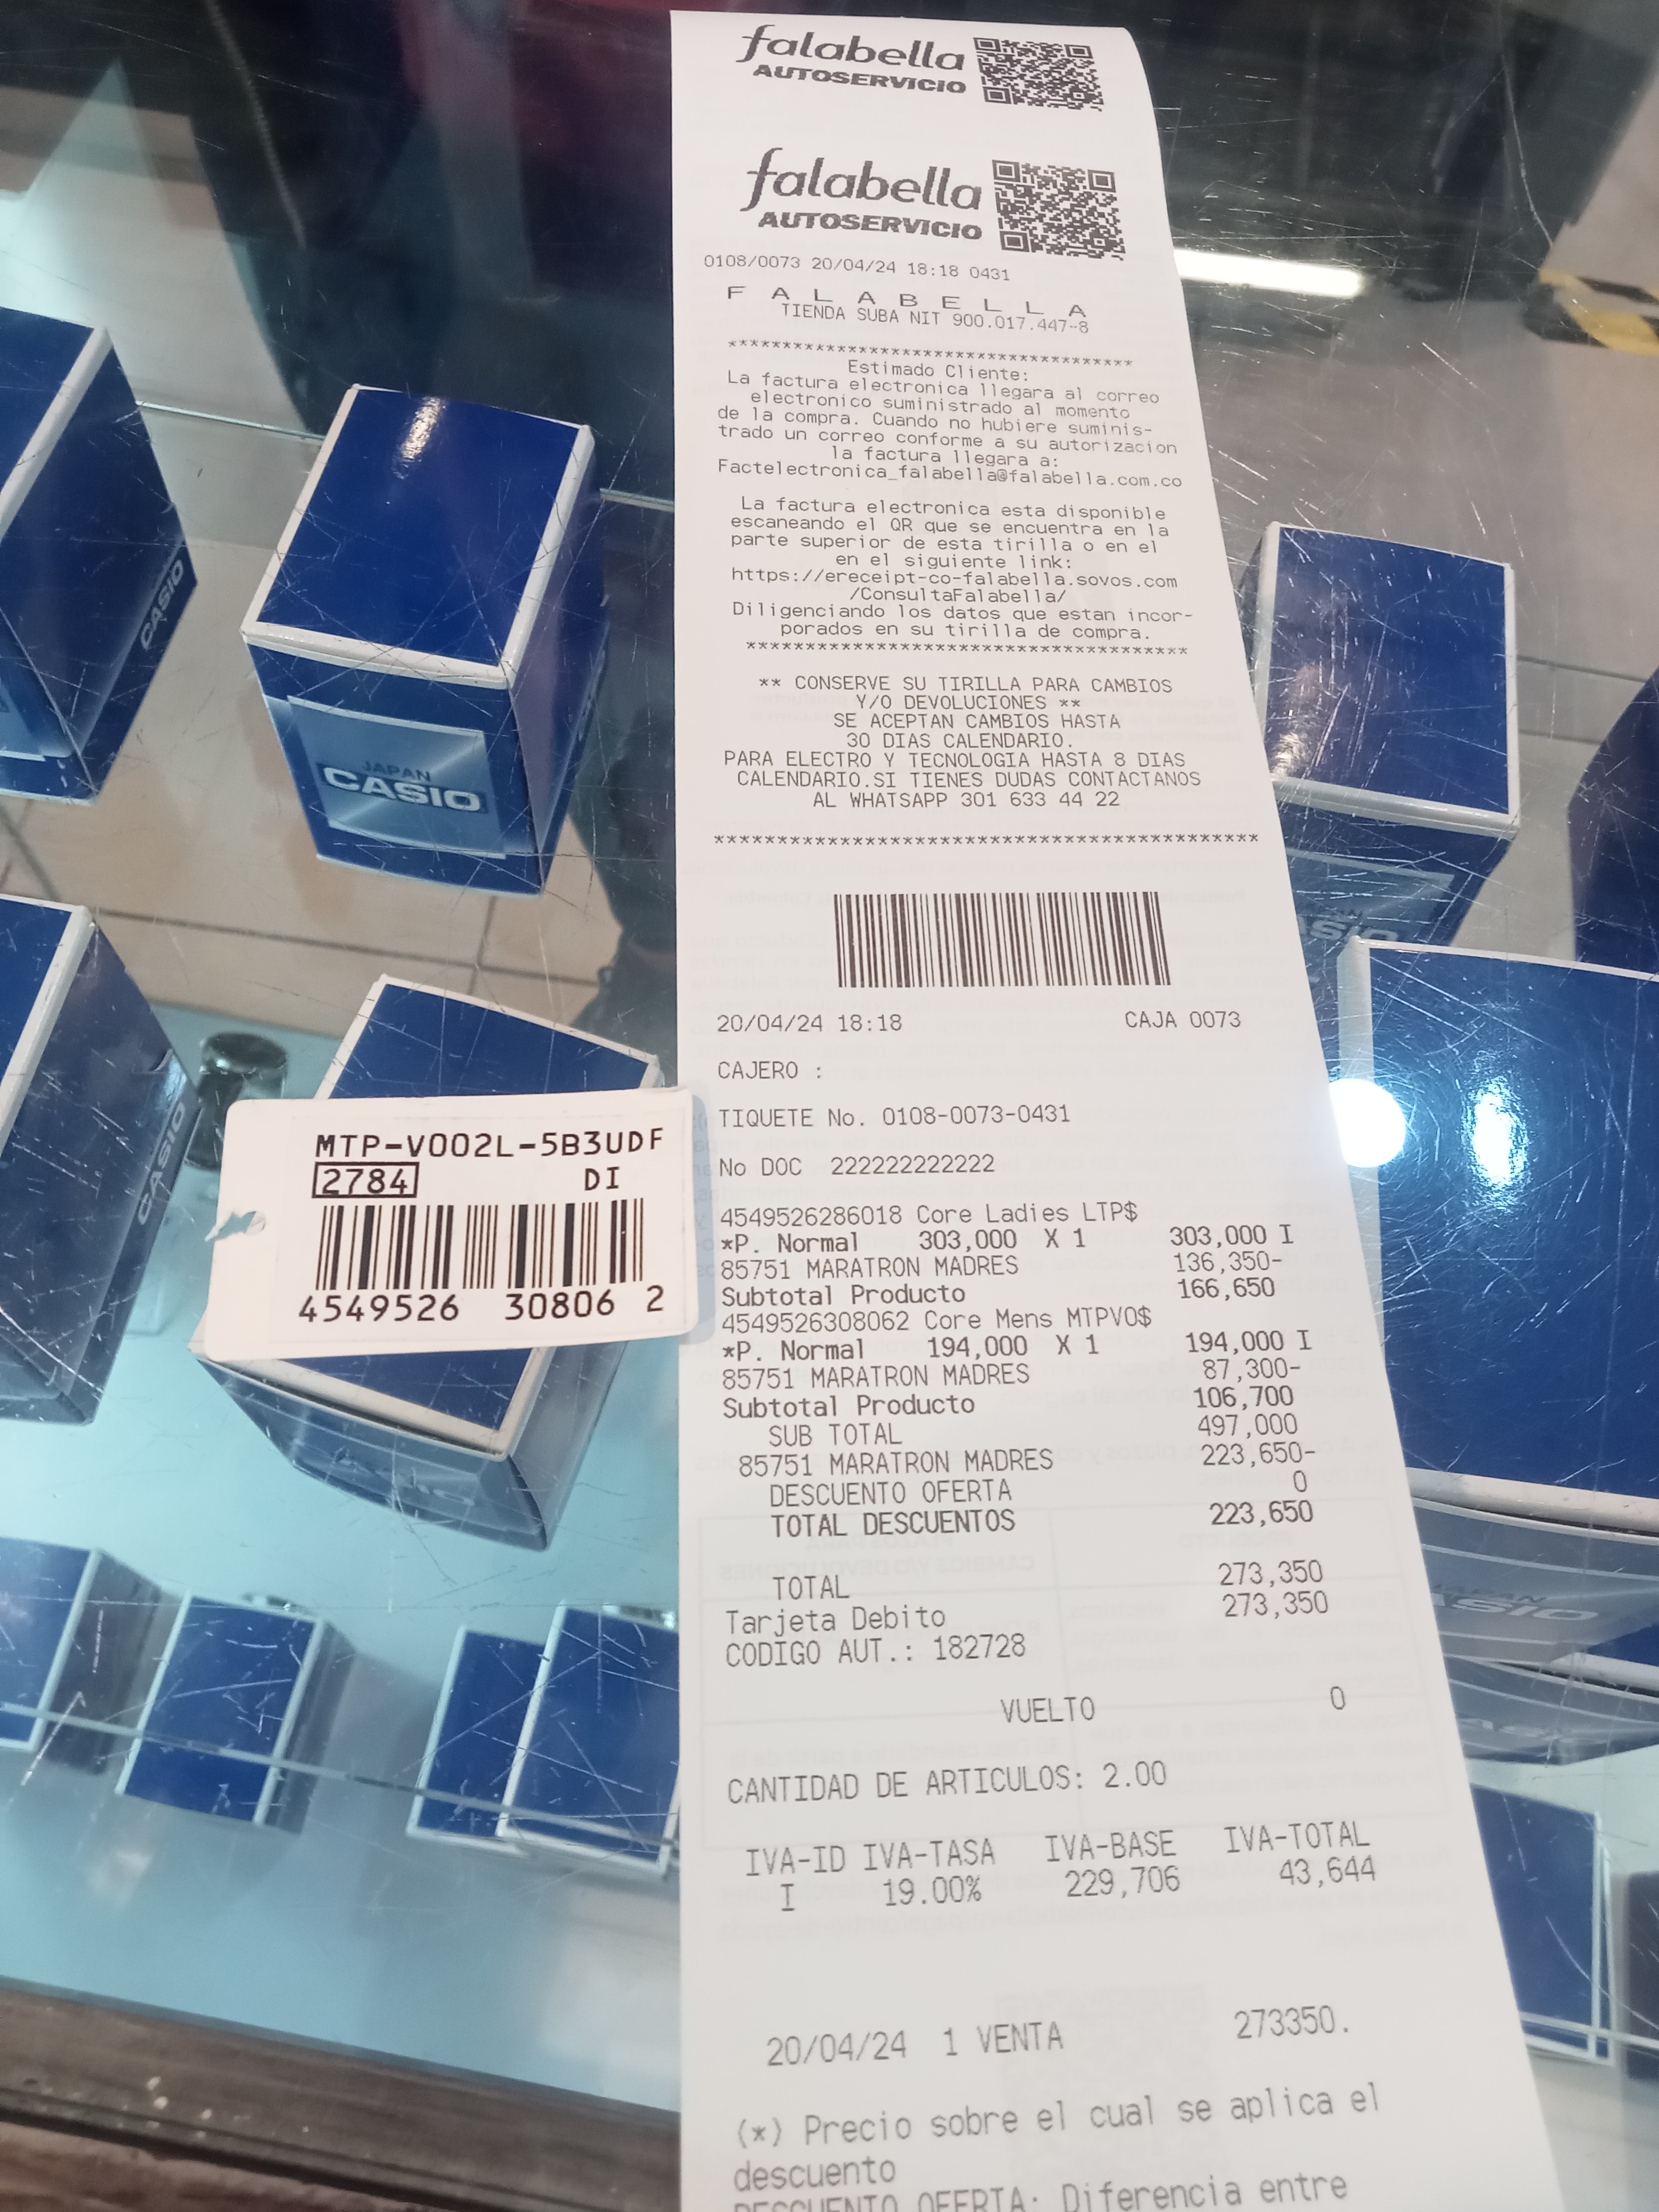 falabella
AUTOSERVICIO
falabella
AUTOSERVICIO
0108/0073 20/04/24 18:18 0431
F A L A B E L L A
TIENDA SUBA NIT 900.017.447-8
************************************
Estimado Cliente:
La factura electronica llegara al correo
electronico suministrado al momento
de la compra. Cuando no hubiere suminis-
trado un correo conforme a su autorizacion
la factura llegara a:
Factelectronica_falabella@falabella.com.co
La factura electronica esta disponible
escaneando el QR que se encuentra en la
parte superior de esta tirilla o en el
en el siguiente link:
https://ereceipt-co-falabella.sovos.com
/ConsultaFalabella/
Diligenciando los datos que estan incor-
porados en su tirilla de compra.
************************************
** CONSERVE SU TIRILLA PARA CAMBIOS
Y/O DEVOLUCIONES **
SE ACEPTAN CAMBIOS HASTA
30 DIAS CALENDARIO.
PARA ELECTRO Y TECNOLOGIA HASTA 8 DIAS
CALENDARIO.SI TIENES DUDAS CONTACTANOS
AL WHATSAPP 301 633 44 22
******************************************
20/04/24 18:18 CAJA 0073
CAJERO :
TIQUETE No. 0108-0073-0431
No DOC 222222222222
4549526286018 Core Ladies LTP$
*P. Normal 303,000 X 1 303,000 I
85751 MARATRON MADRES 136,350-
Subtotal Producto 166,650
4549526308062 Core Mens MTPV0$
*P. Normal 194,000 X 1 194,000 I
85751 MARATRON MADRES 87,300-
Subtotal Producto 106,700
SUB TOTAL 497,000
85751 MARATRON MADRES 223,650-
DESCUENTO OFERTA 0
TOTAL DESCUENTOS 223,650
TOTAL 273,350
Tarjeta Debito 273,350
CODIGO AUT.: 182728
VUELTO 0
CANTIDAD DE ARTICULOS: 2.00
IVA-ID IVA-TASA IVA-BASE IVA-TOTAL
I 19.00% 229,706 43,644
20/04/24 1 VENTA 273350.
(*) Precio sobre el cual se aplica el
descuento
DESCUENTO OFERTA: Diferencia entre
MTP-V002L-5B3UDF
2784 DI
4549526 30806 2
JAPAN
CASIO
CASIO
CASIO
JAPAN
CASIO